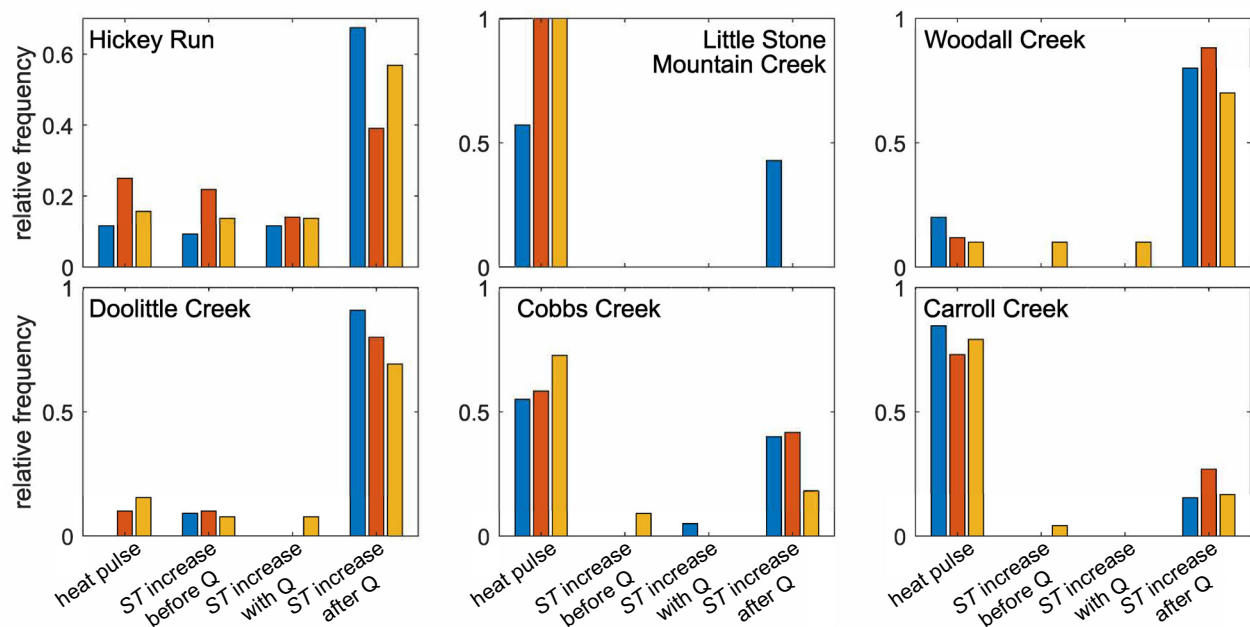 Hickey Run
Little Stone
Mountain Creek
Woodall Creek
relative frequency
0.6
0.4
0.2
0
1
0.5
0
1
0.5
0
Doolittle Creek
Cobbs Creek
Carroll Creek
relative frequency
1
0.5
0
1
0.5
0
1
0.5
0
heat pulse
ST increase
before Q
ST increase
with Q
ST increase
after Q
heat pulse
ST increase
before Q
ST increase
with Q
ST increase
after Q
heat pulse
ST increase
before Q
ST increase
with Q
ST increase
after Q